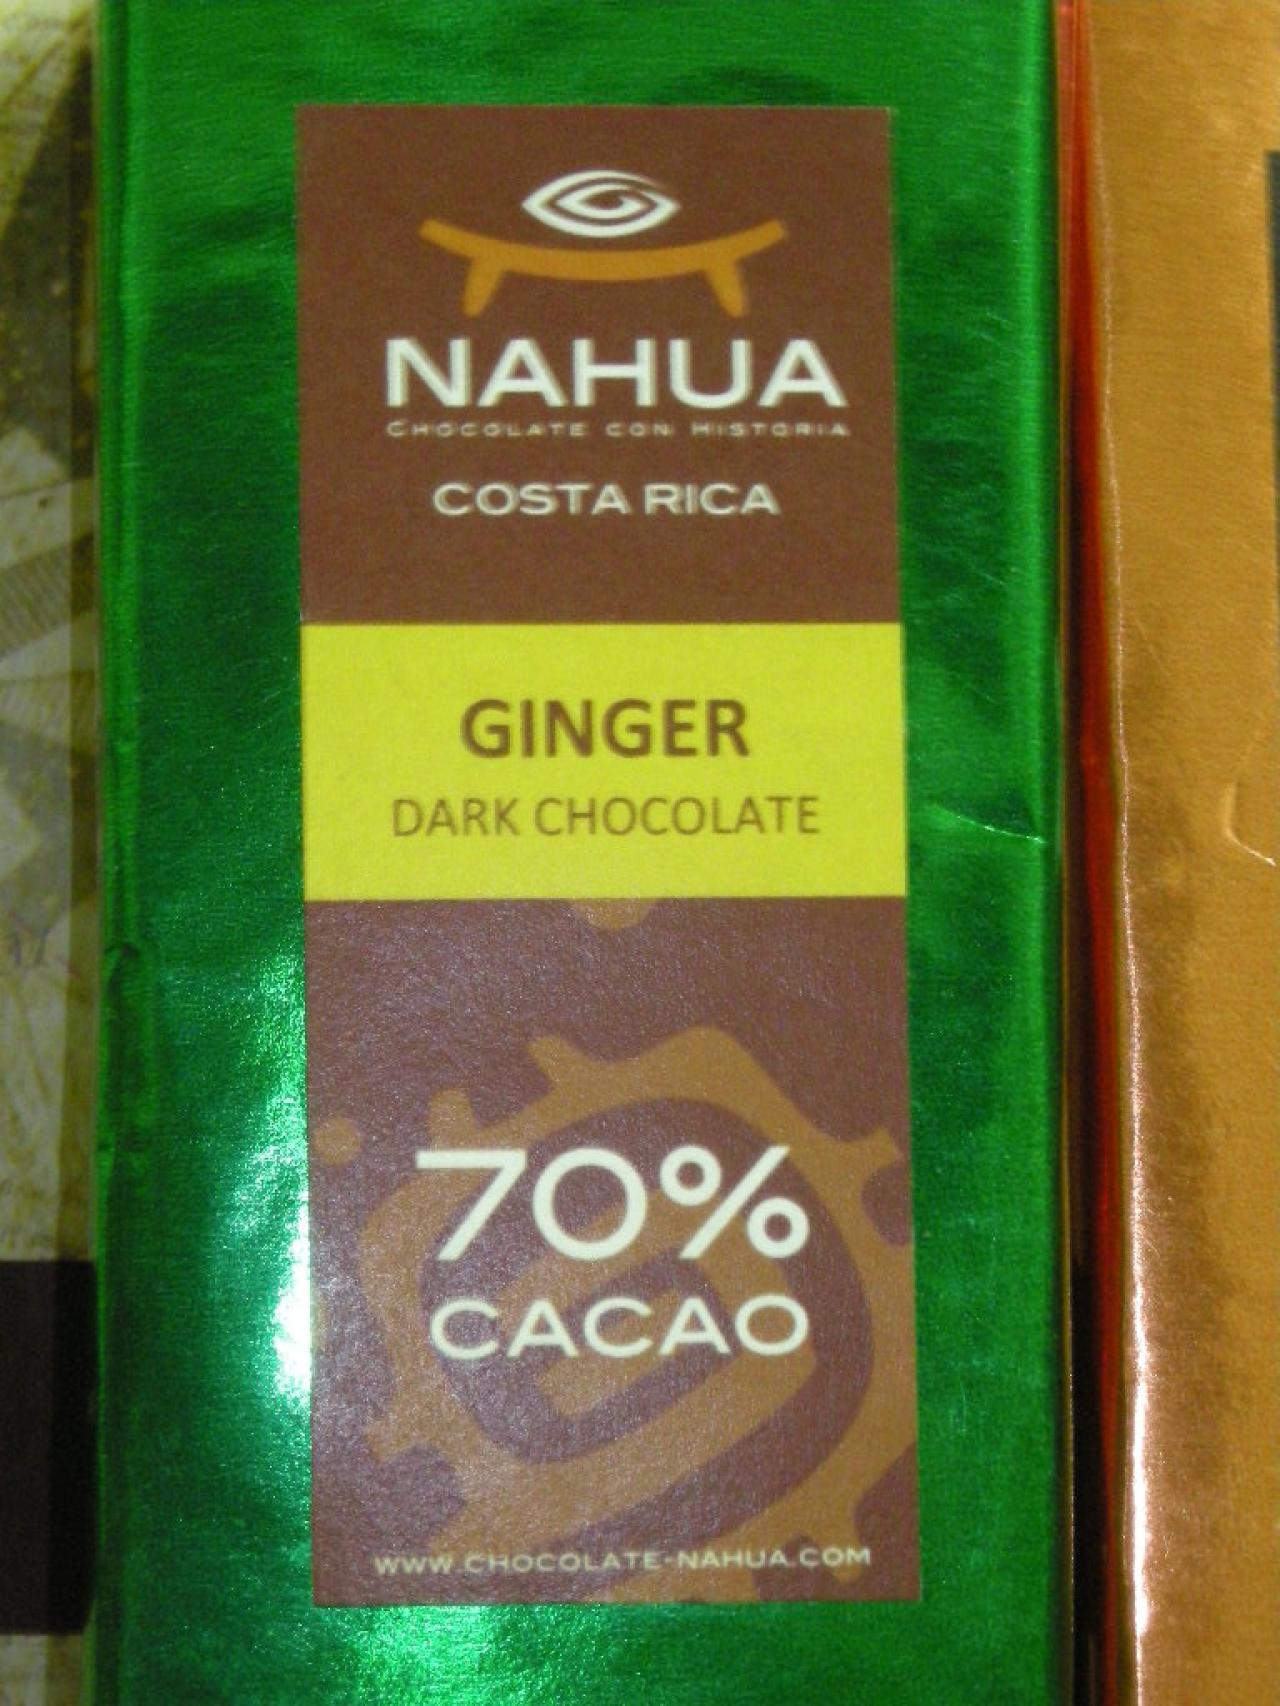 NAHUA
CHOCOLATE CON HISTORIA
COSTA RICA
GINGER
DARK CHOCOLATE
70%
CACAO
WWW.CHOCOLATE-NAHUA.COM